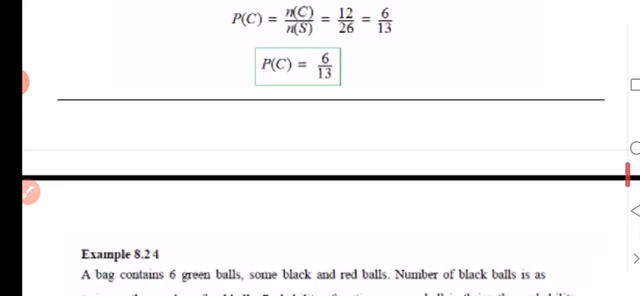 P(C) = n(C)/n(S) = 12/26 = 6/13
P(C) = 6/13
Example 8.24
A bag contains 6 green balls, some black and red balls. Number of black balls is as